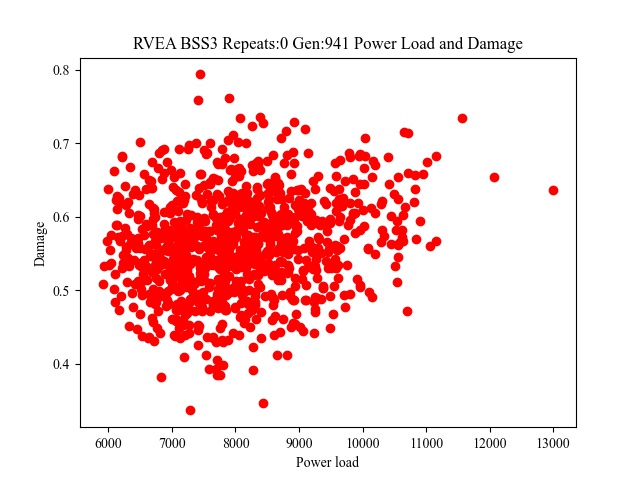 RVEA BSS3 Repeats:0 Gen:941 Power Load and Damage
0.8
0.7
0.6
0.5
0.4
Damage
6000 7000 8000 9000 10000 11000 12000 13000
Power load